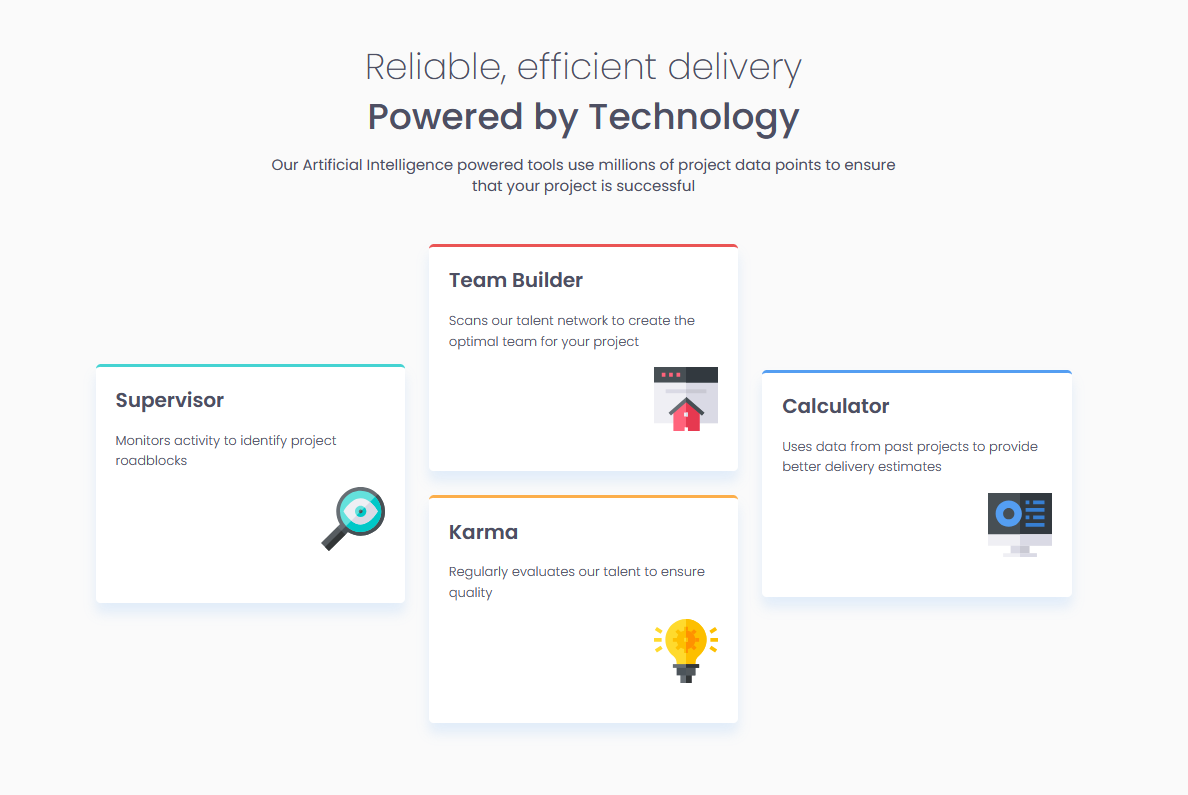 Reliable, efficient delivery
Powered by Technology
Our Artificial Intelligence powered tools use millions of project data points to ensure
that your project is successful
Supervisor
Monitors activity to identify project
roadblocks
Team Builder
Scans our talent network to create the
optimal team for your project
Karma
Regularly evaluates our talent to ensure
quality
Calculator
Uses data from past projects to provide
better delivery estimates